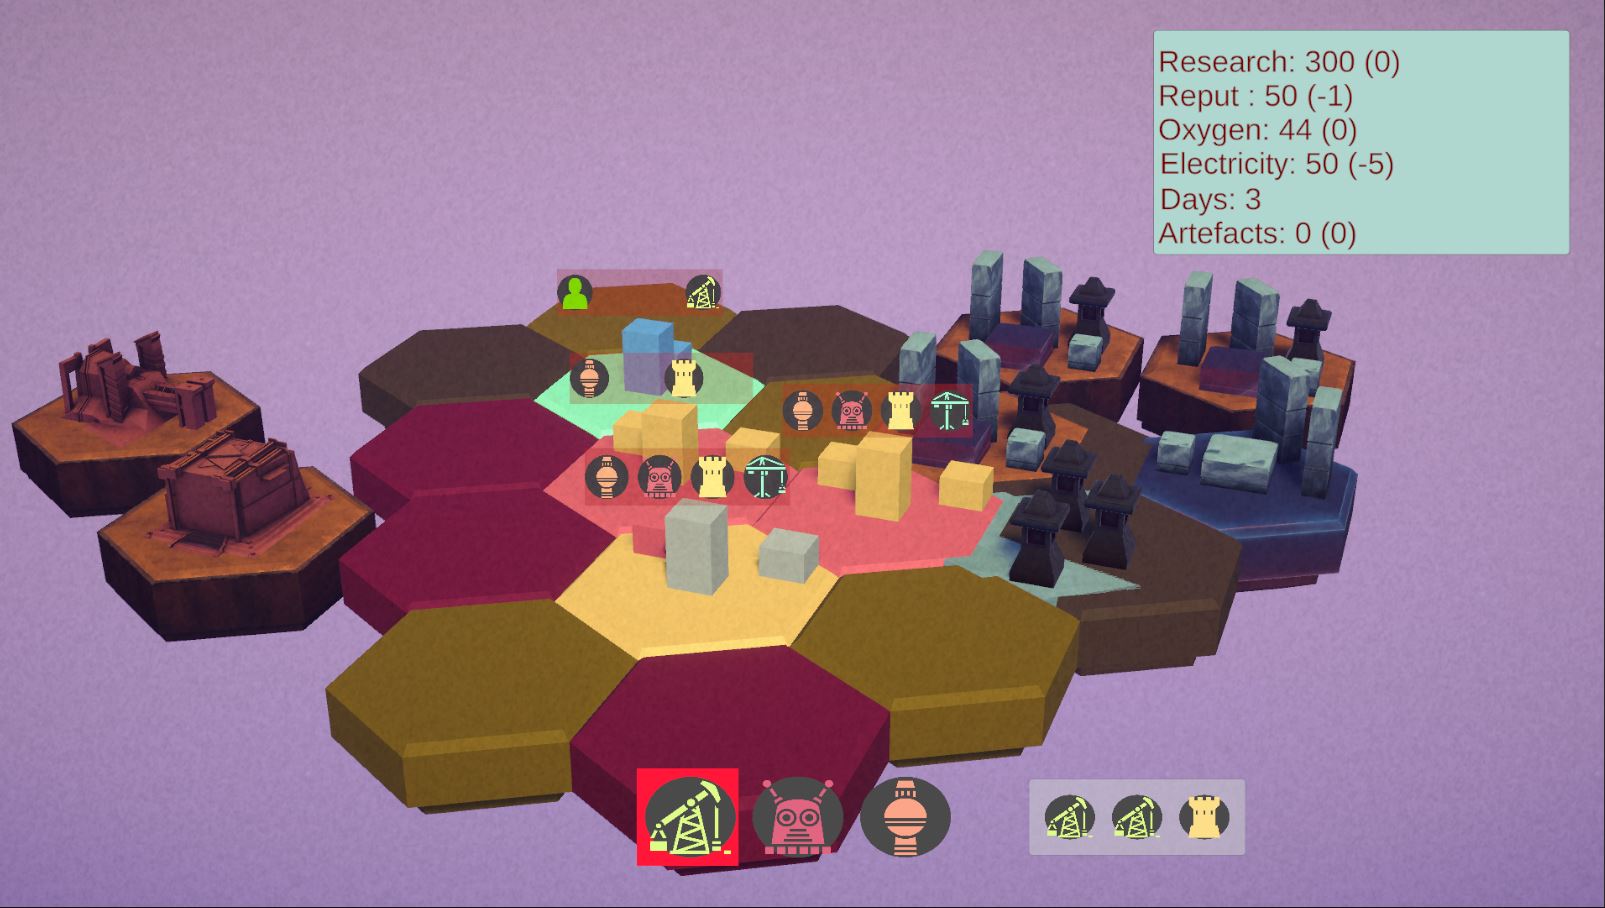 Research: 300 (0)
Reput : 50 (-1)
Oxygen: 44 (0)
Electricity: 50 (-5)
Days: 3
Artefacts: 0 (0)